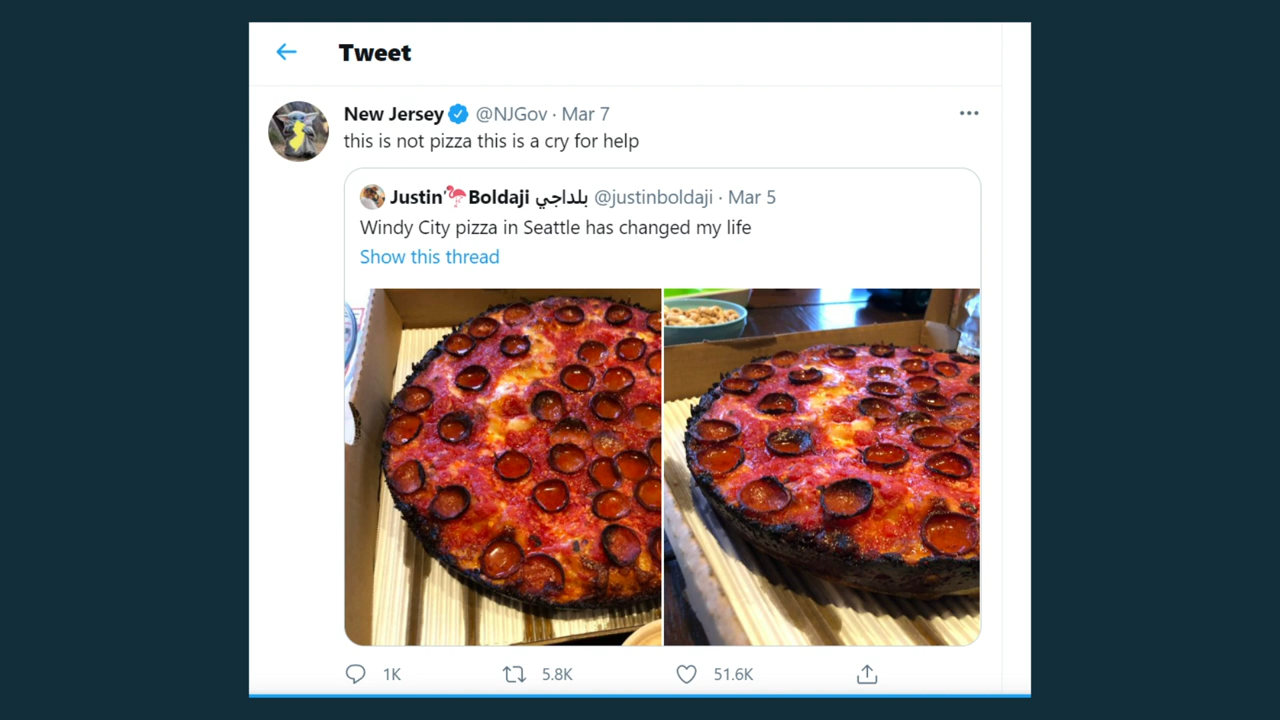 Tweet
New Jersey @NJGov · Mar 7
this is not pizza this is a cry for help
Justin'🦩Boldaji بلداجي @justinboldaji · Mar 5
Windy City pizza in Seattle has changed my life
Show this thread
1K 5.8K 51.6K